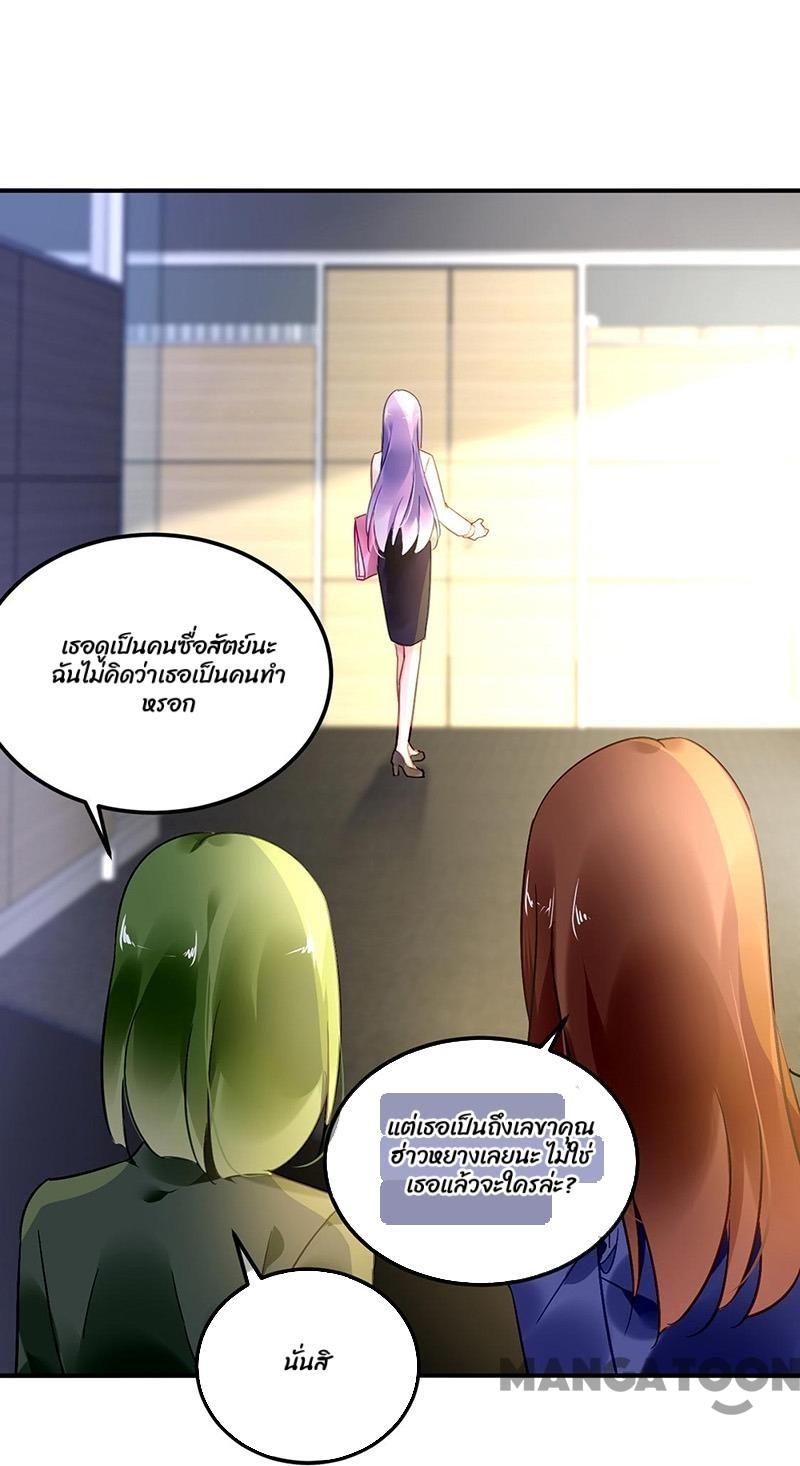 เธอดูเป็นคนซื่อสัตย์นะ
ฉันไม่คิดว่าเธอเป็นคนทำ
หรอก
แต่เธอเป็นถึงเลขาคุณ
ฮ่าวหยางเลยนะ ไม่ใช่
เธอแล้วจะใครล่ะ?
นั่นสิ
MANGATOON